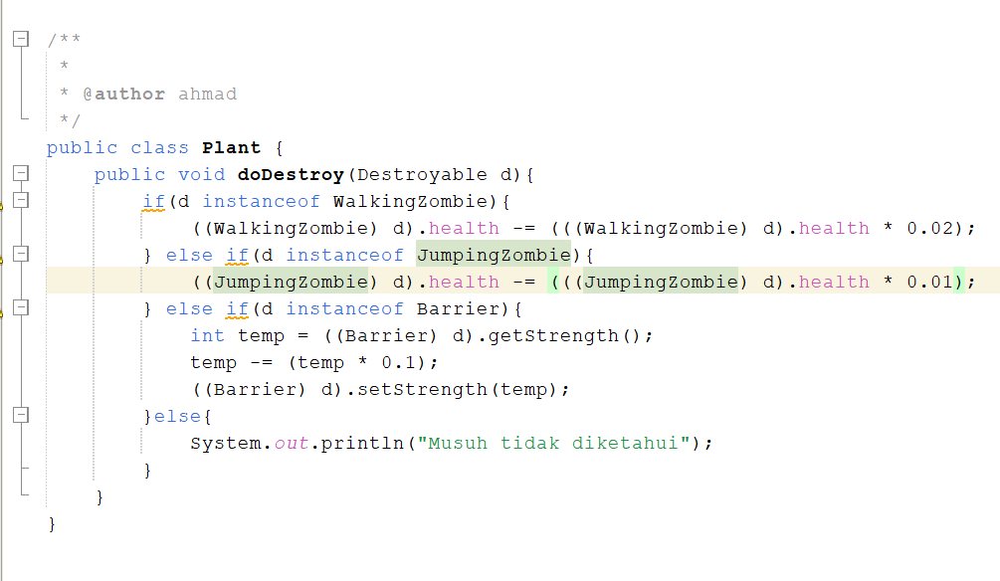 /**
 *
 * @author ahmad
 */
public class Plant {
    public void doDestroy(Destroyable d){
        if(d instanceof WalkingZombie){
            ((WalkingZombie) d).health -= (((WalkingZombie) d).health * 0.02);
        } else if(d instanceof JumpingZombie){
            ((JumpingZombie) d).health -= (((JumpingZombie) d).health * 0.01);
        } else if(d instanceof Barrier){
            int temp = ((Barrier) d).getStrength();
            temp -= (temp * 0.1);
            ((Barrier) d).setStrength(temp);
        }else{
            System.out.println("Musuh tidak diketahui");
        }
    }
}